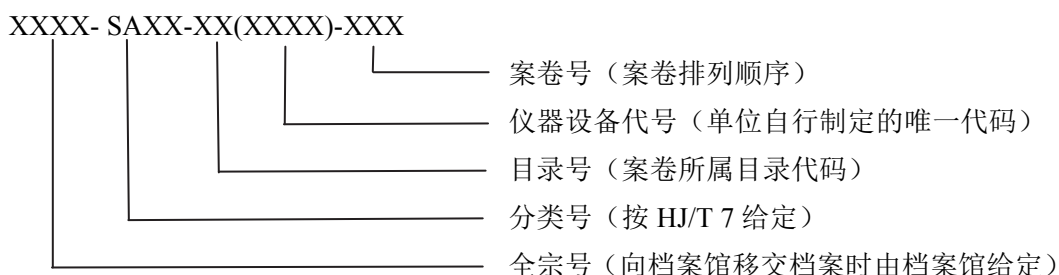 XXXX- SAXX-XX(XXXX)-XXX
案卷号（案卷排列顺序）
仪器设备代号（单位自行制定的唯一代码）
目录号（案卷所属目录代码）
分类号（按 HJ/T 7 给定）
全宗号（向档案馆移交档案时由档案馆给定）